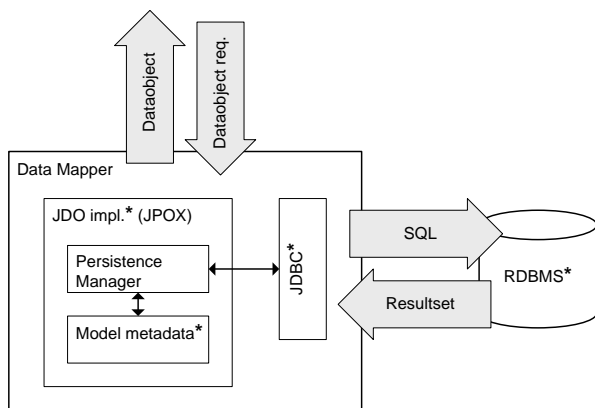 Dataobject
Dataobject req.
Data Mapper
JDO impl.* (JPOX)
Persistence
Manager
Model metadata*
JDBC*
SQL
RDBMS*
Resultset